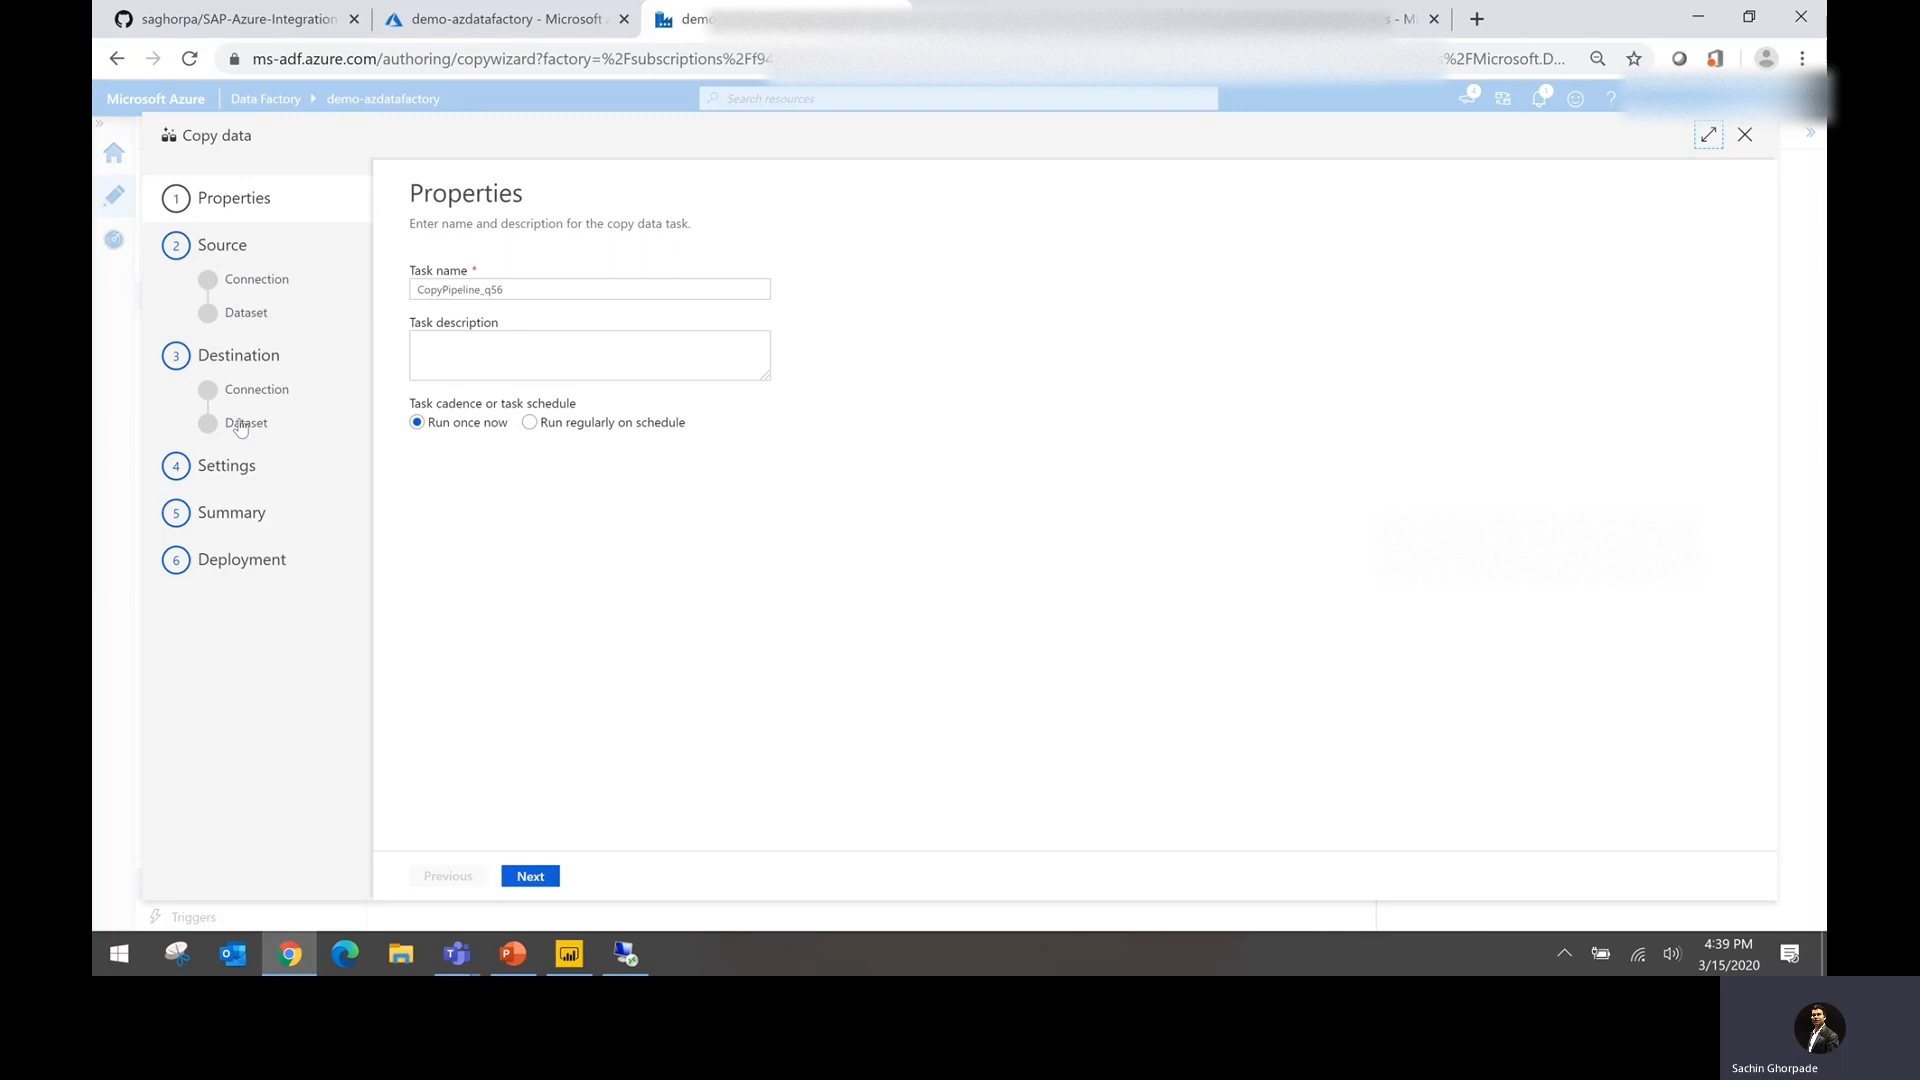 saghorpa/SAP-Azure-Integration
demo-azdatafactory - Microsoft
ms-adf.azure.com/authoring/copywizard?factory=%2Fsubscriptions%2Ff94
%2FMicrosoft.D...
Microsoft Azure
Data Factory
demo-azdatafactory
Search resources
4
1
?
Copy data
1 Properties
2 Source
Connection
Dataset
3 Destination
Connection
Dataset
4 Settings
5 Summary
6 Deployment
Properties
Enter name and description for the copy data task.
Task name *
CopyPipeline_q56
Task description
Task cadence or task schedule
Run once now
Run regularly on schedule
Previous
Next
Triggers
4:39 PM
3/15/2020
Sachin Ghorpade